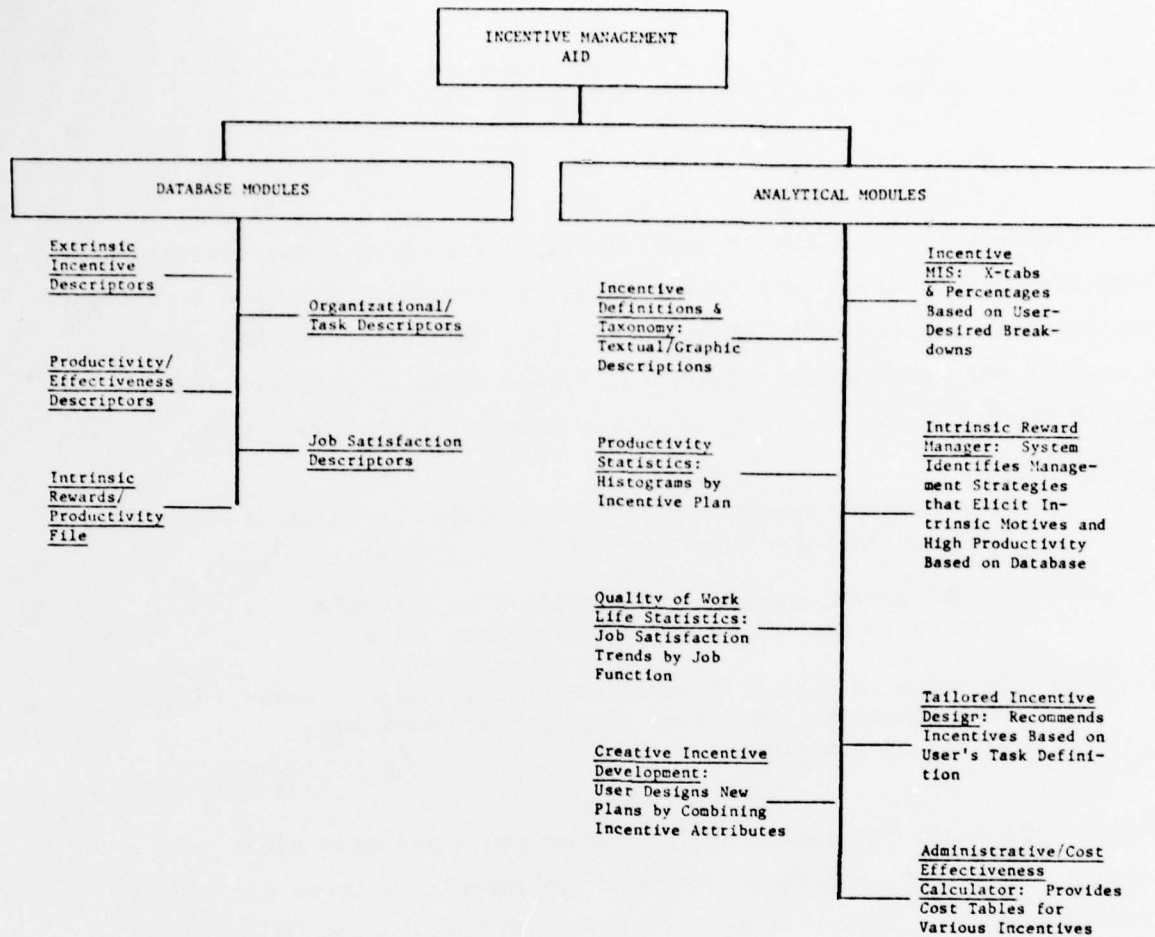 INCENTIVE MANAGEMENT
AID
DATABASE MODULES
Extrinsic
Incentive
Descriptors
Organizational/
Task Descriptors
Productivity/
Effectiveness
Descriptors
Job Satisfaction
Descriptors
Intrinsic
Rewards/
Productivity
File
ANALYTICAL MODULES
Incentive
Definitions &
Taxonomy:
Textual/Graphic
Descriptions
Incentive
MIS: X-tabs
& Percentages
Based on User-
Desired Break-
downs
Productivity
Statistics:
Histograms by
Incentive Plan
Intrinsic Reward
Manager: System
Identifies Manage-
ment Strategies
that Elicit In-
trinsic Motives and
High Productivity
Based on Database
Quality of Work
Life Statistics:
Job Satisfaction
Trends by Job
Function
Tailored Incentive
Design: Recommends
Incentives Based on
User's Task Defini-
tion
Creative Incentive
Development:
User Designs New
Plans by Combining
Incentive Attributes
Administrative/Cost
Effectiveness
Calculator: Provides
Cost Tables for
Various Incentives